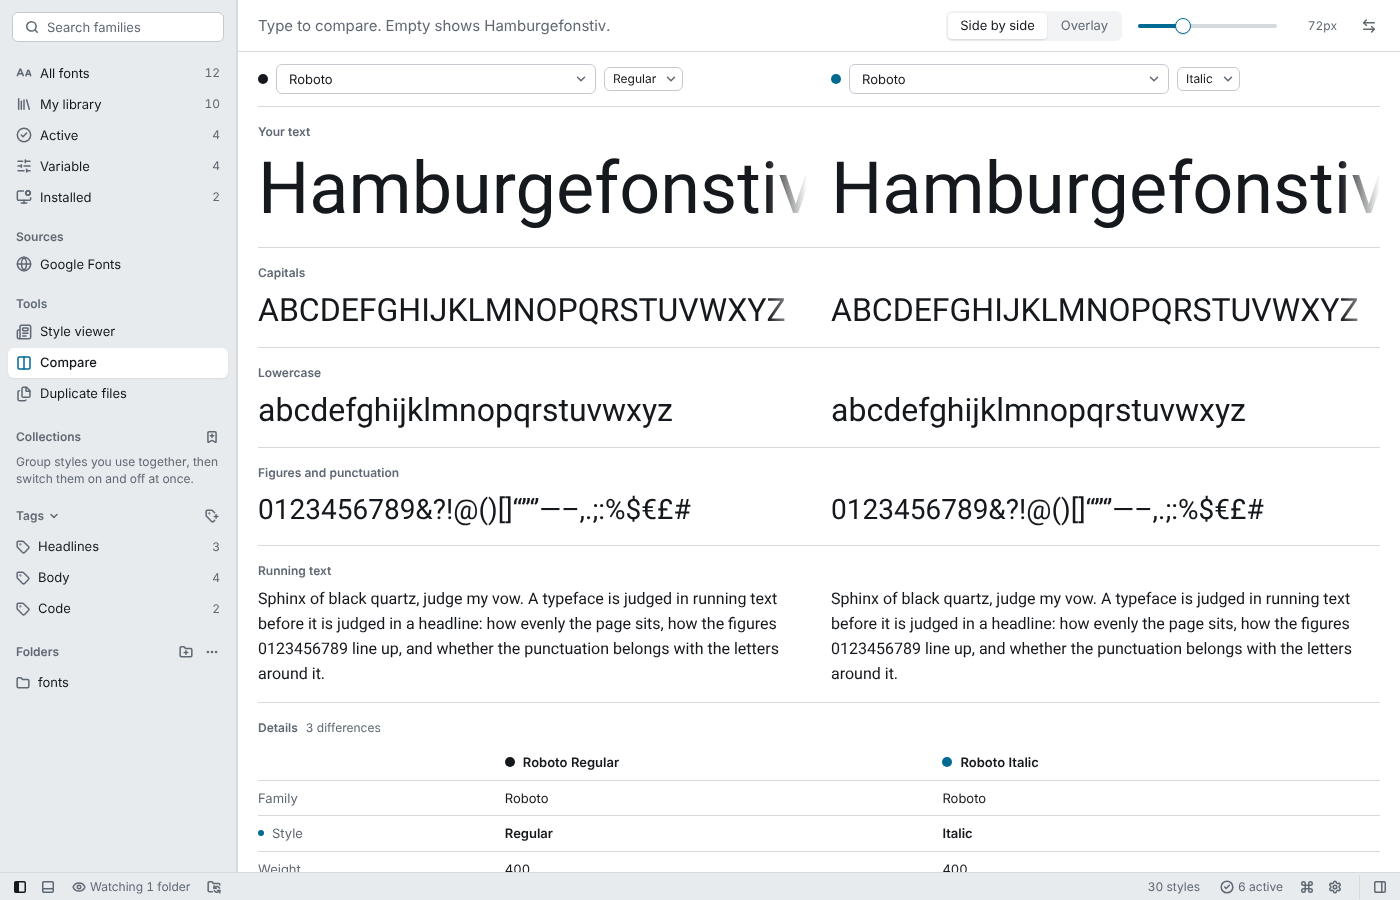 Search families
Type to compare. Empty shows Hamburgefonstiv.
Side by side
Overlay
72px
All fonts 12
My library 10
Active 4
Variable 4
Installed 2
Sources
Google Fonts
Tools
Style viewer
Compare
Duplicate files
Collections
Group styles you use together, then
switch them on and off at once.
Tags
Headlines 3
Body 4
Code 2
Folders
fonts
Roboto Regular Roboto Italic
Your text
Hamburgefonstiv Hamburgefonstiv
Capitals
ABCDEFGHIJKLMNOPQRSTUVWXYZ ABCDEFGHIJKLMNOPQRSTUVWXYZ
Lowercase
abcdefghijklmnopqrstuvwxyz abcdefghijklmnopqrstuvwxyz
Figures and punctuation
0123456789&?!@()[]“”‘’—–,.;:%$€£# 0123456789&?!@()[]“”‘’—–,.;:%$€£#
Running text
Sphinx of black quartz, judge my vow. A typeface is judged in running text
before it is judged in a headline: how evenly the page sits, how the figures
0123456789 line up, and whether the punctuation belongs with the letters
around it.
Sphinx of black quartz, judge my vow. A typeface is judged in running text
before it is judged in a headline: how evenly the page sits, how the figures
0123456789 line up, and whether the punctuation belongs with the letters
around it.
Details 3 differences
Roboto Regular Roboto Italic
Family Roboto Roboto
Style Regular Italic
Weight 400 400
Watching 1 folder
30 styles
6 active